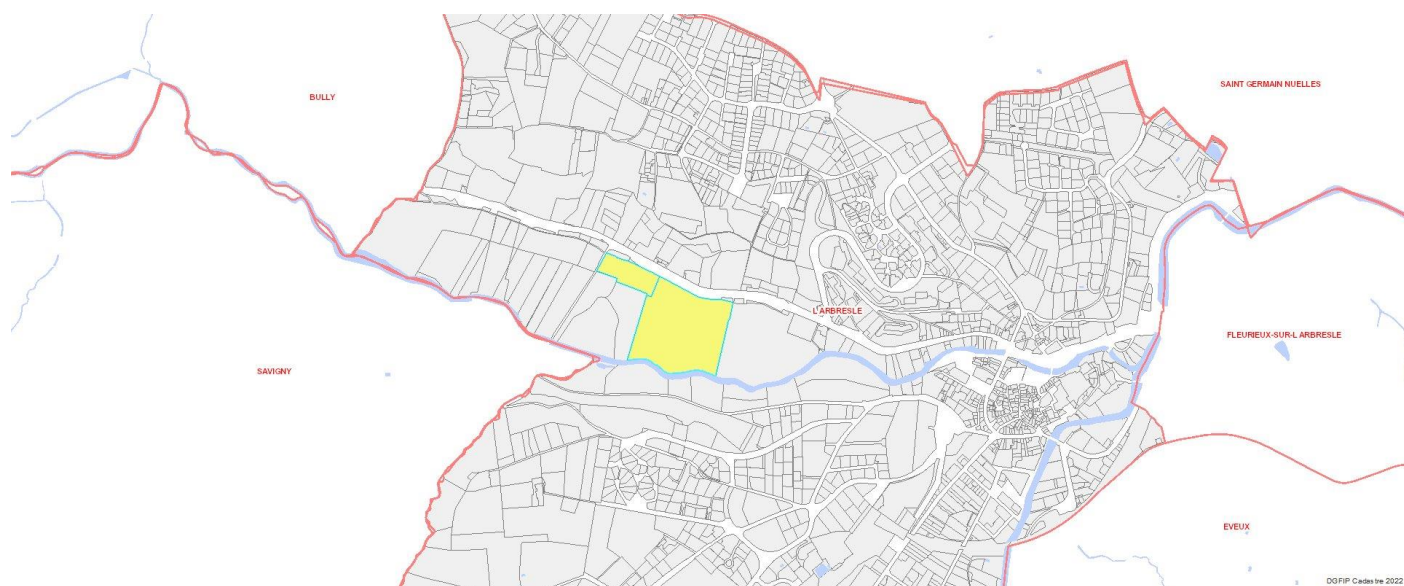 SAINT GERMAIN NUELLES
BULLY
L'ARBRESLE
FLEURIEUX-SUR-L ARBRESLE
SAVIGNY
EVEUX
DGFIP Cadastre 2022